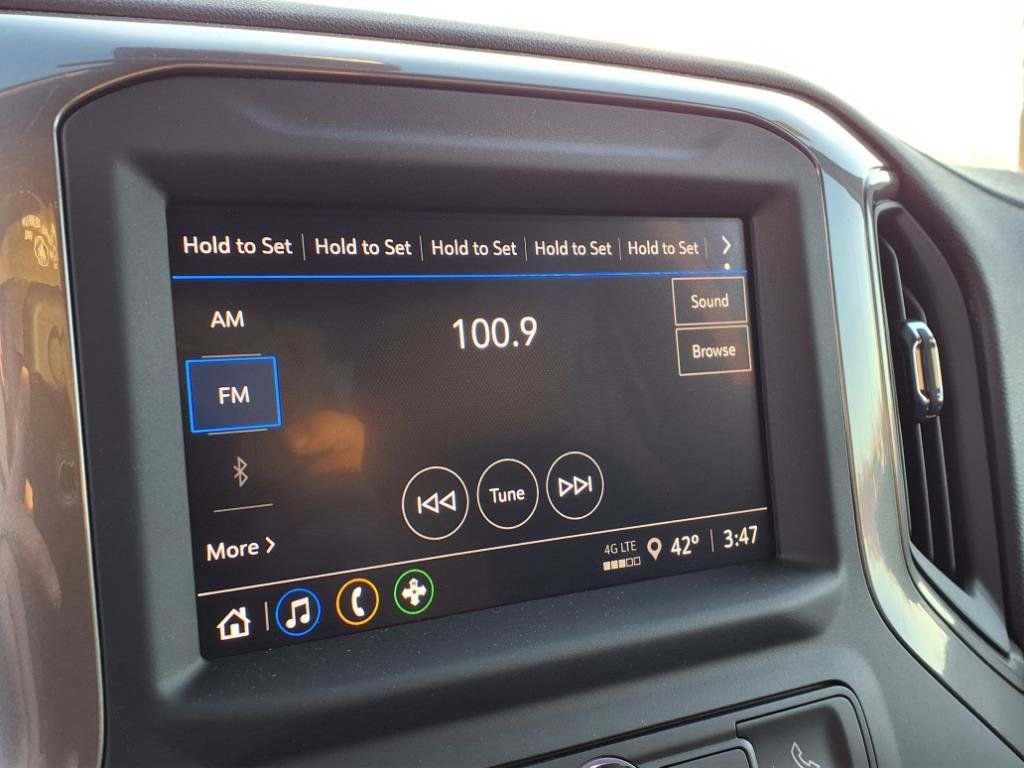 Hold to Set Hold to Set Hold to Set Hold to Set Hold to Set >
AM
100.9
Sound
Browse
FM
Tune
More >
4G LTE
42° 3:47